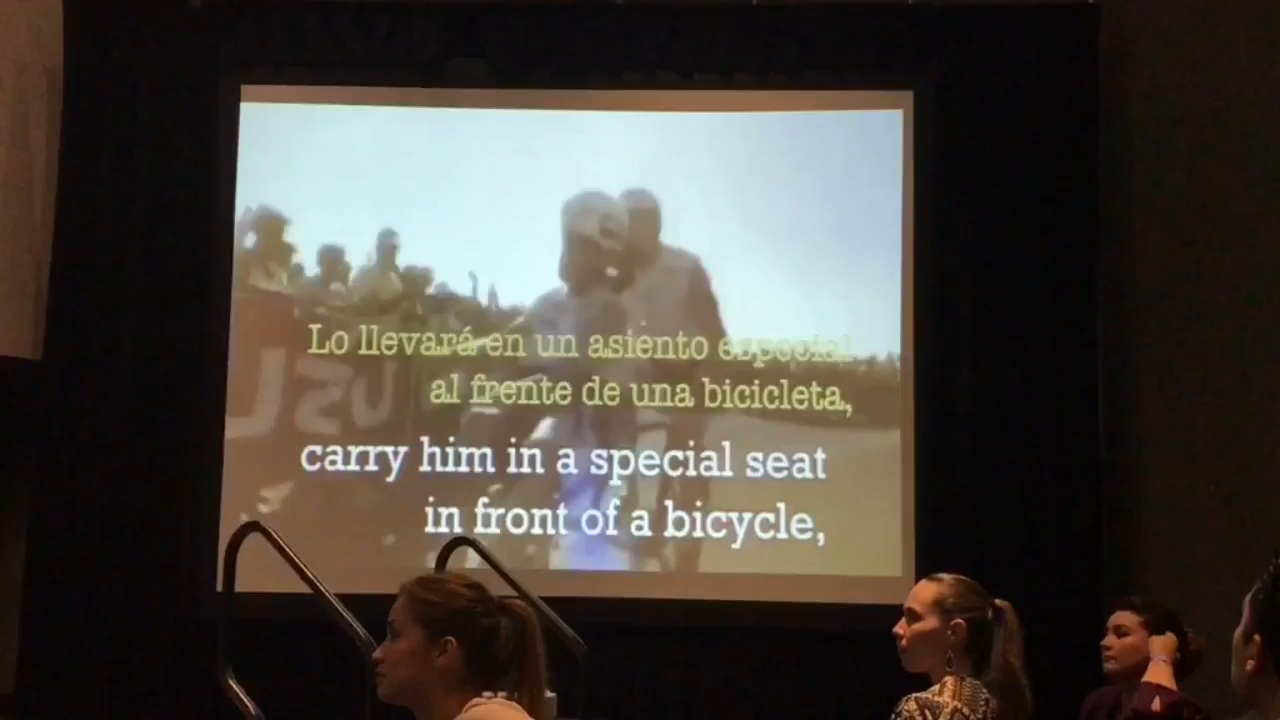 Lo llevará en un asiento especial
al frente de una bicicleta,
carry him in a special seat
in front of a bicycle,